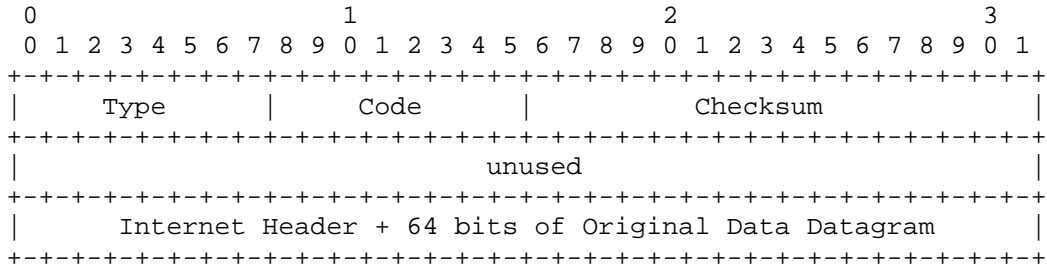 0                   1                   2                   3
0 1 2 3 4 5 6 7 8 9 0 1 2 3 4 5 6 7 8 9 0 1 2 3 4 5 6 7 8 9 0 1
+-+-+-+-+-+-+-+-+-+-+-+-+-+-+-+-+-+-+-+-+-+-+-+-+-+-+-+-+-+-+-+-+
|     Type      |     Code      |          Checksum             |
+-+-+-+-+-+-+-+-+-+-+-+-+-+-+-+-+-+-+-+-+-+-+-+-+-+-+-+-+-+-+-+-+
|                             unused                            |
+-+-+-+-+-+-+-+-+-+-+-+-+-+-+-+-+-+-+-+-+-+-+-+-+-+-+-+-+-+-+-+-+
|      Internet Header + 64 bits of Original Data Datagram      |
+-+-+-+-+-+-+-+-+-+-+-+-+-+-+-+-+-+-+-+-+-+-+-+-+-+-+-+-+-+-+-+-+